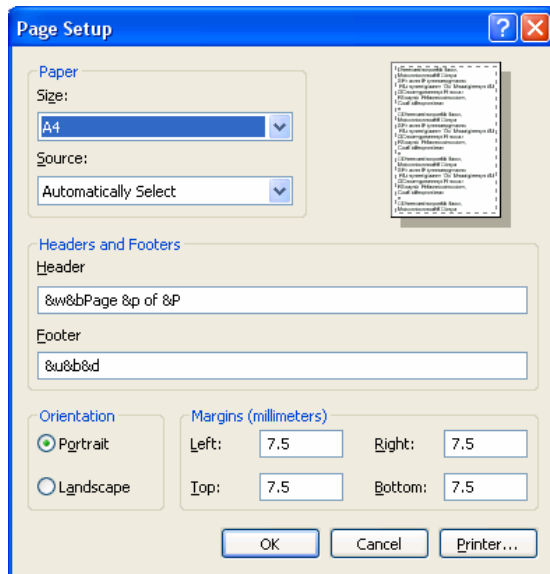 Page Setup
Paper
Size:
A4
Source:
Automatically Select
Headers and Footers
Header
&w&bPage &p of &P
Footer
&u&b&d
Orientation
Portrait
Landscape
Margins (millimeters)
Left: 7.5 Right: 7.5
Top: 7.5 Bottom: 7.5
OK Cancel Printer...